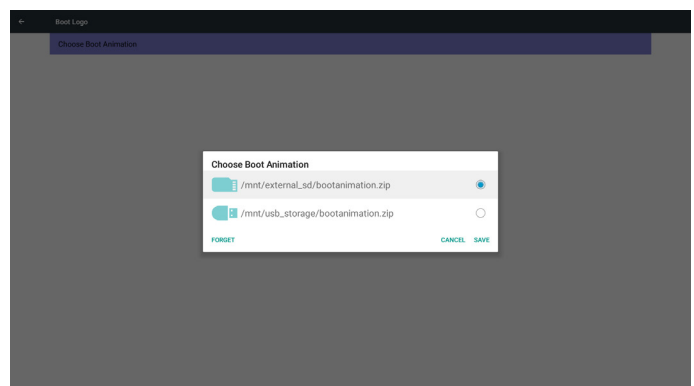 Boot Logo
Choose Boot Animation
Choose Boot Animation
/mnt/external_sd/bootanimation.zip
/mnt/usb_storage/bootanimation.zip
FORGET CANCEL SAVE